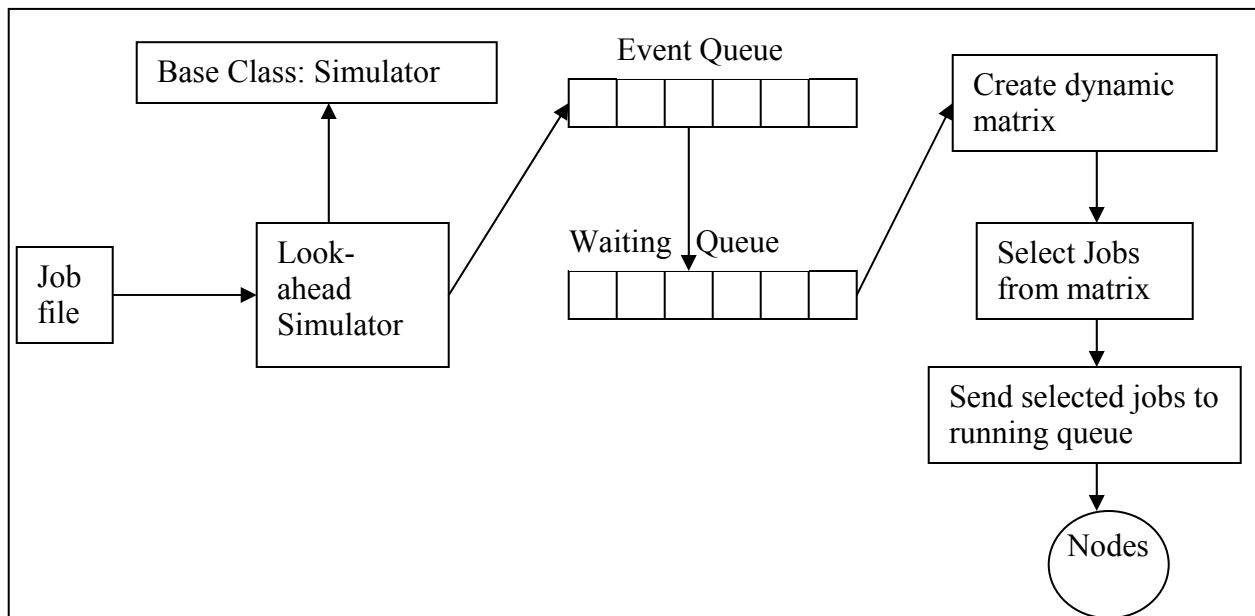 Base Class: Simulator
Event Queue
Create dynamic
matrix
Job
file
Look-
ahead
Simulator
Waiting Queue
Select Jobs
from matrix
Send selected jobs to
running queue
Nodes